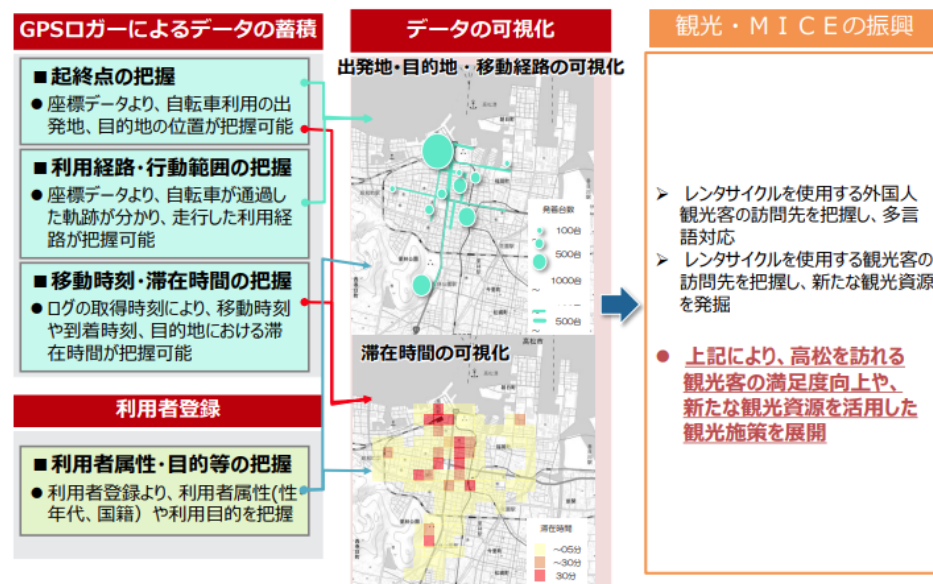 GPSロガーによるデータの蓄積
■起終点の把握
●座標データより、自転車利用の出
発地、目的地の位置が把握可能
■利用経路・行動範囲の把握
●座標データより、自転車が通過し
た軌跡が分かり、走行した利用経
路が把握可能
■移動時刻・滞在時間の把握
●ログの取得時刻により、移動時刻
や到着時刻、目的地における滞
在時間が把握可能
利用者登録
■利用者属性・目的等の把握
●利用者登録より、利用者属性(性
年代、国籍）や利用目的を把握
データの可視化
出発地・目的地・移動経路の可視化
発着台数
100台
～
500台
～
1000台
～
500台
滞在時間の可視化
高松市
滞在時間
～05分
～30分
30分
観光・ＭＩＣＥの振興
➢ レンタサイクルを使用する外国人
観光客の訪問先を把握し、多言
語対応
➢ レンタサイクルを使用する観光客の
訪問先を把握し、新たな観光資源
を発掘
● 上記により、高松を訪れる
観光客の満足度向上や、
新たな観光資源を活用した
観光施策を展開